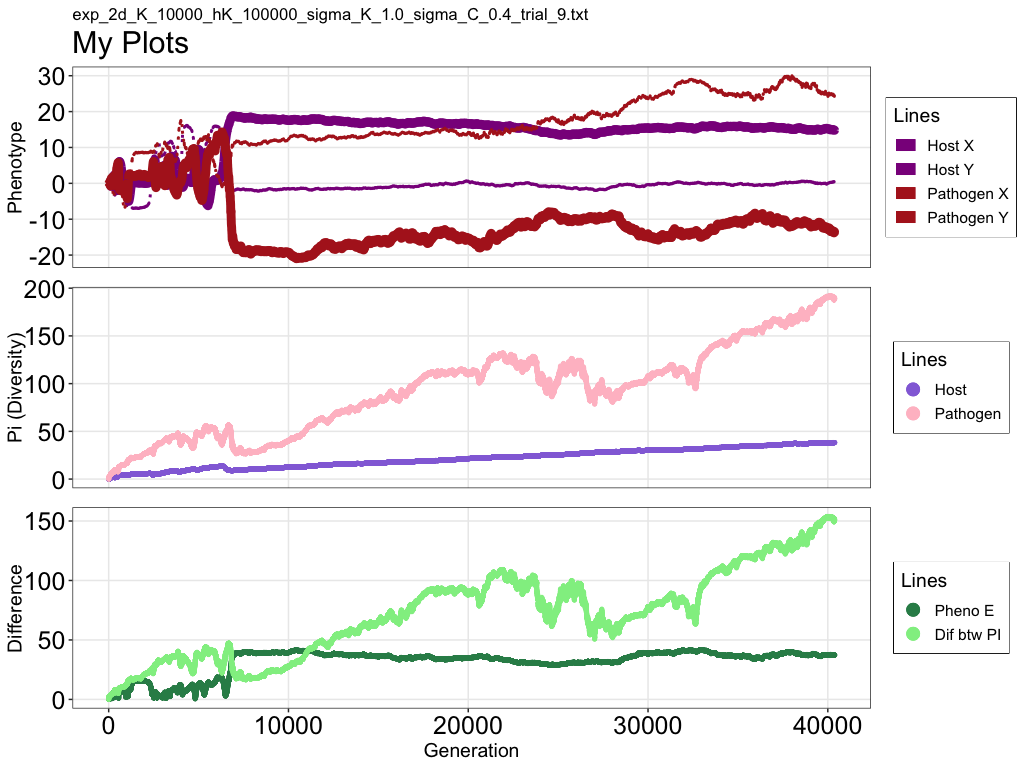 exp_2d_K_10000_hK_100000_sigma_K_1.0_sigma_C_0.4_trial_9.txt
My Plots
Phenotype
30
20
10
0
-10
-20
Lines
Host X
Host Y
Pathogen X
Pathogen Y
Pi (Diversity)
200
150
100
50
0
Lines
Host
Pathogen
Difference
150
100
50
0
Lines
Pheno E
Dif btw PI
0 10000 20000 30000 40000
Generation